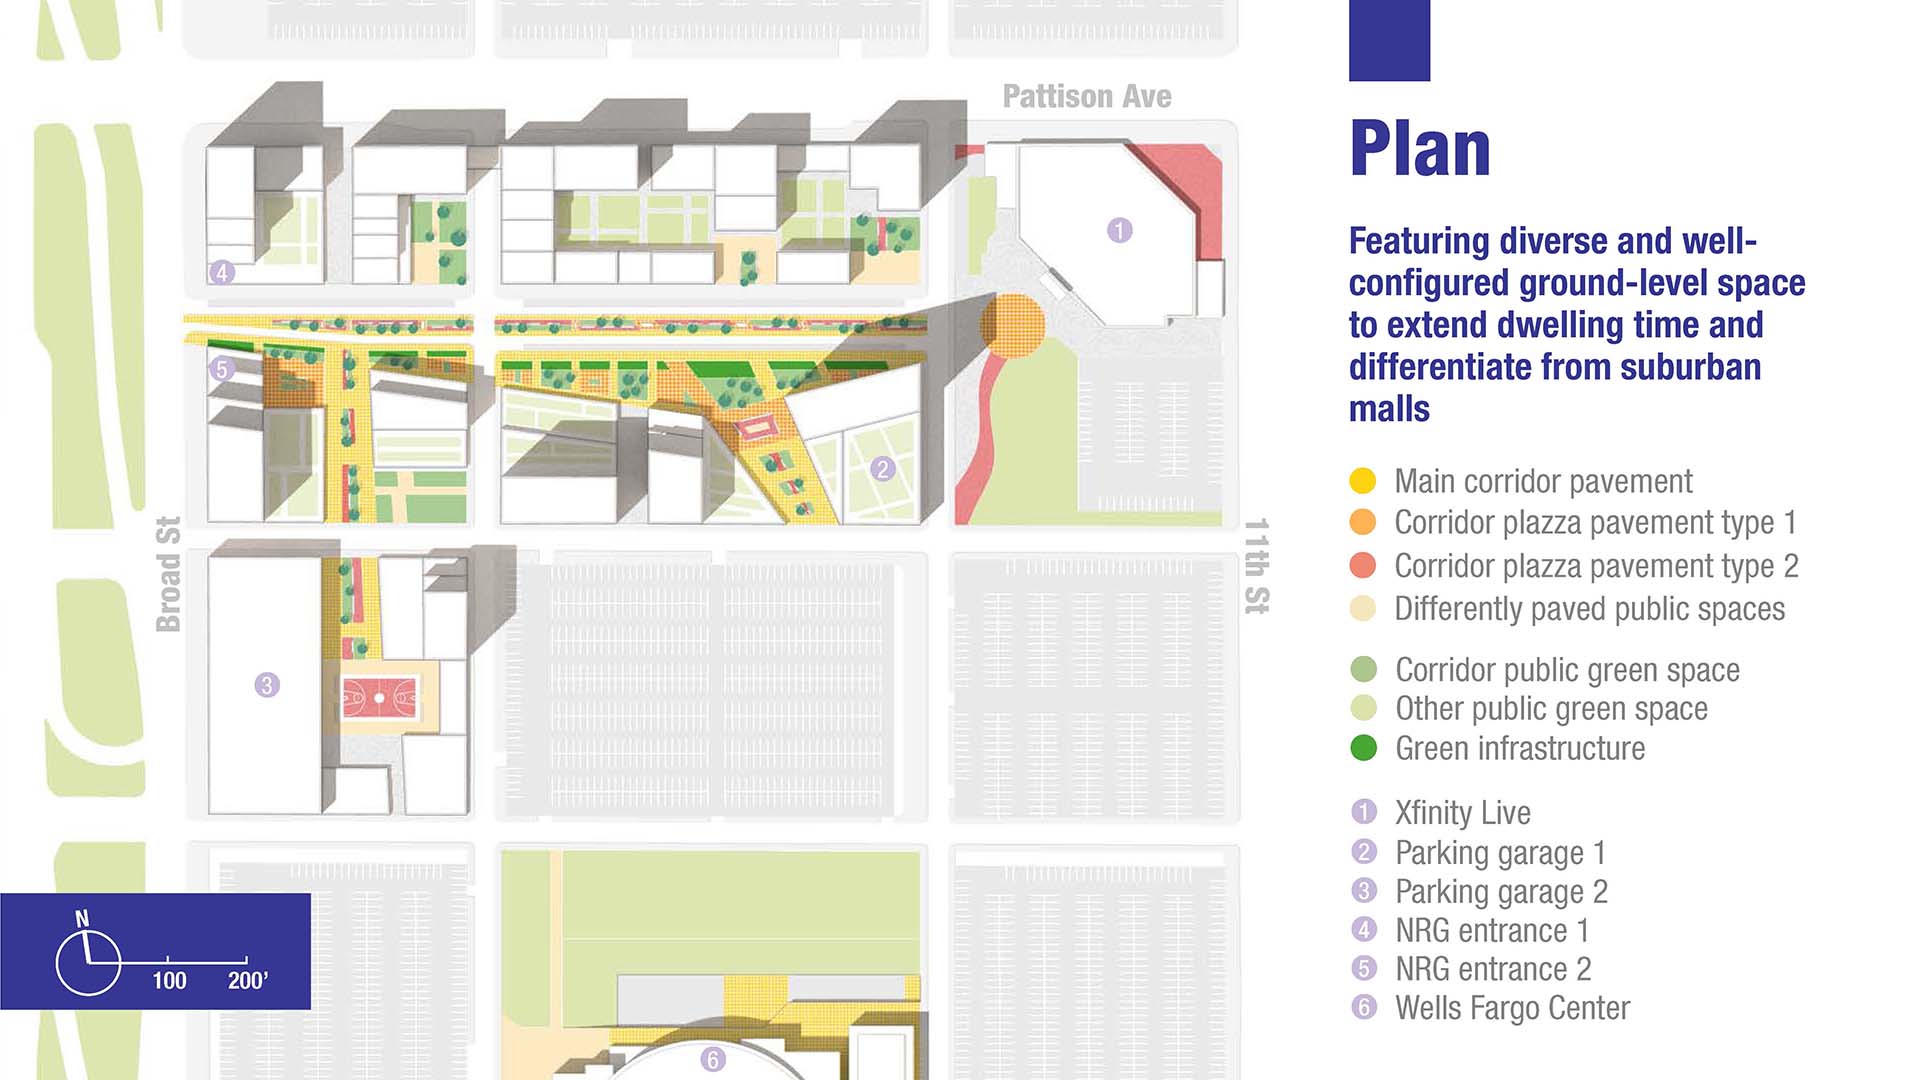 Pattison Ave
1
4
5
2
Broad St
11th St
3
6
N
100 200’
Plan
Featuring diverse and well-
configured ground-level space
to extend dwelling time and
differentiate from suburban
malls
Main corridor pavement
Corridor plazza pavement type 1
Corridor plazza pavement type 2
Differently paved public spaces
Corridor public green space
Other public green space
Green infrastructure
1 Xfinity Live
2 Parking garage 1
3 Parking garage 2
4 NRG entrance 1
5 NRG entrance 2
6 Wells Fargo Center